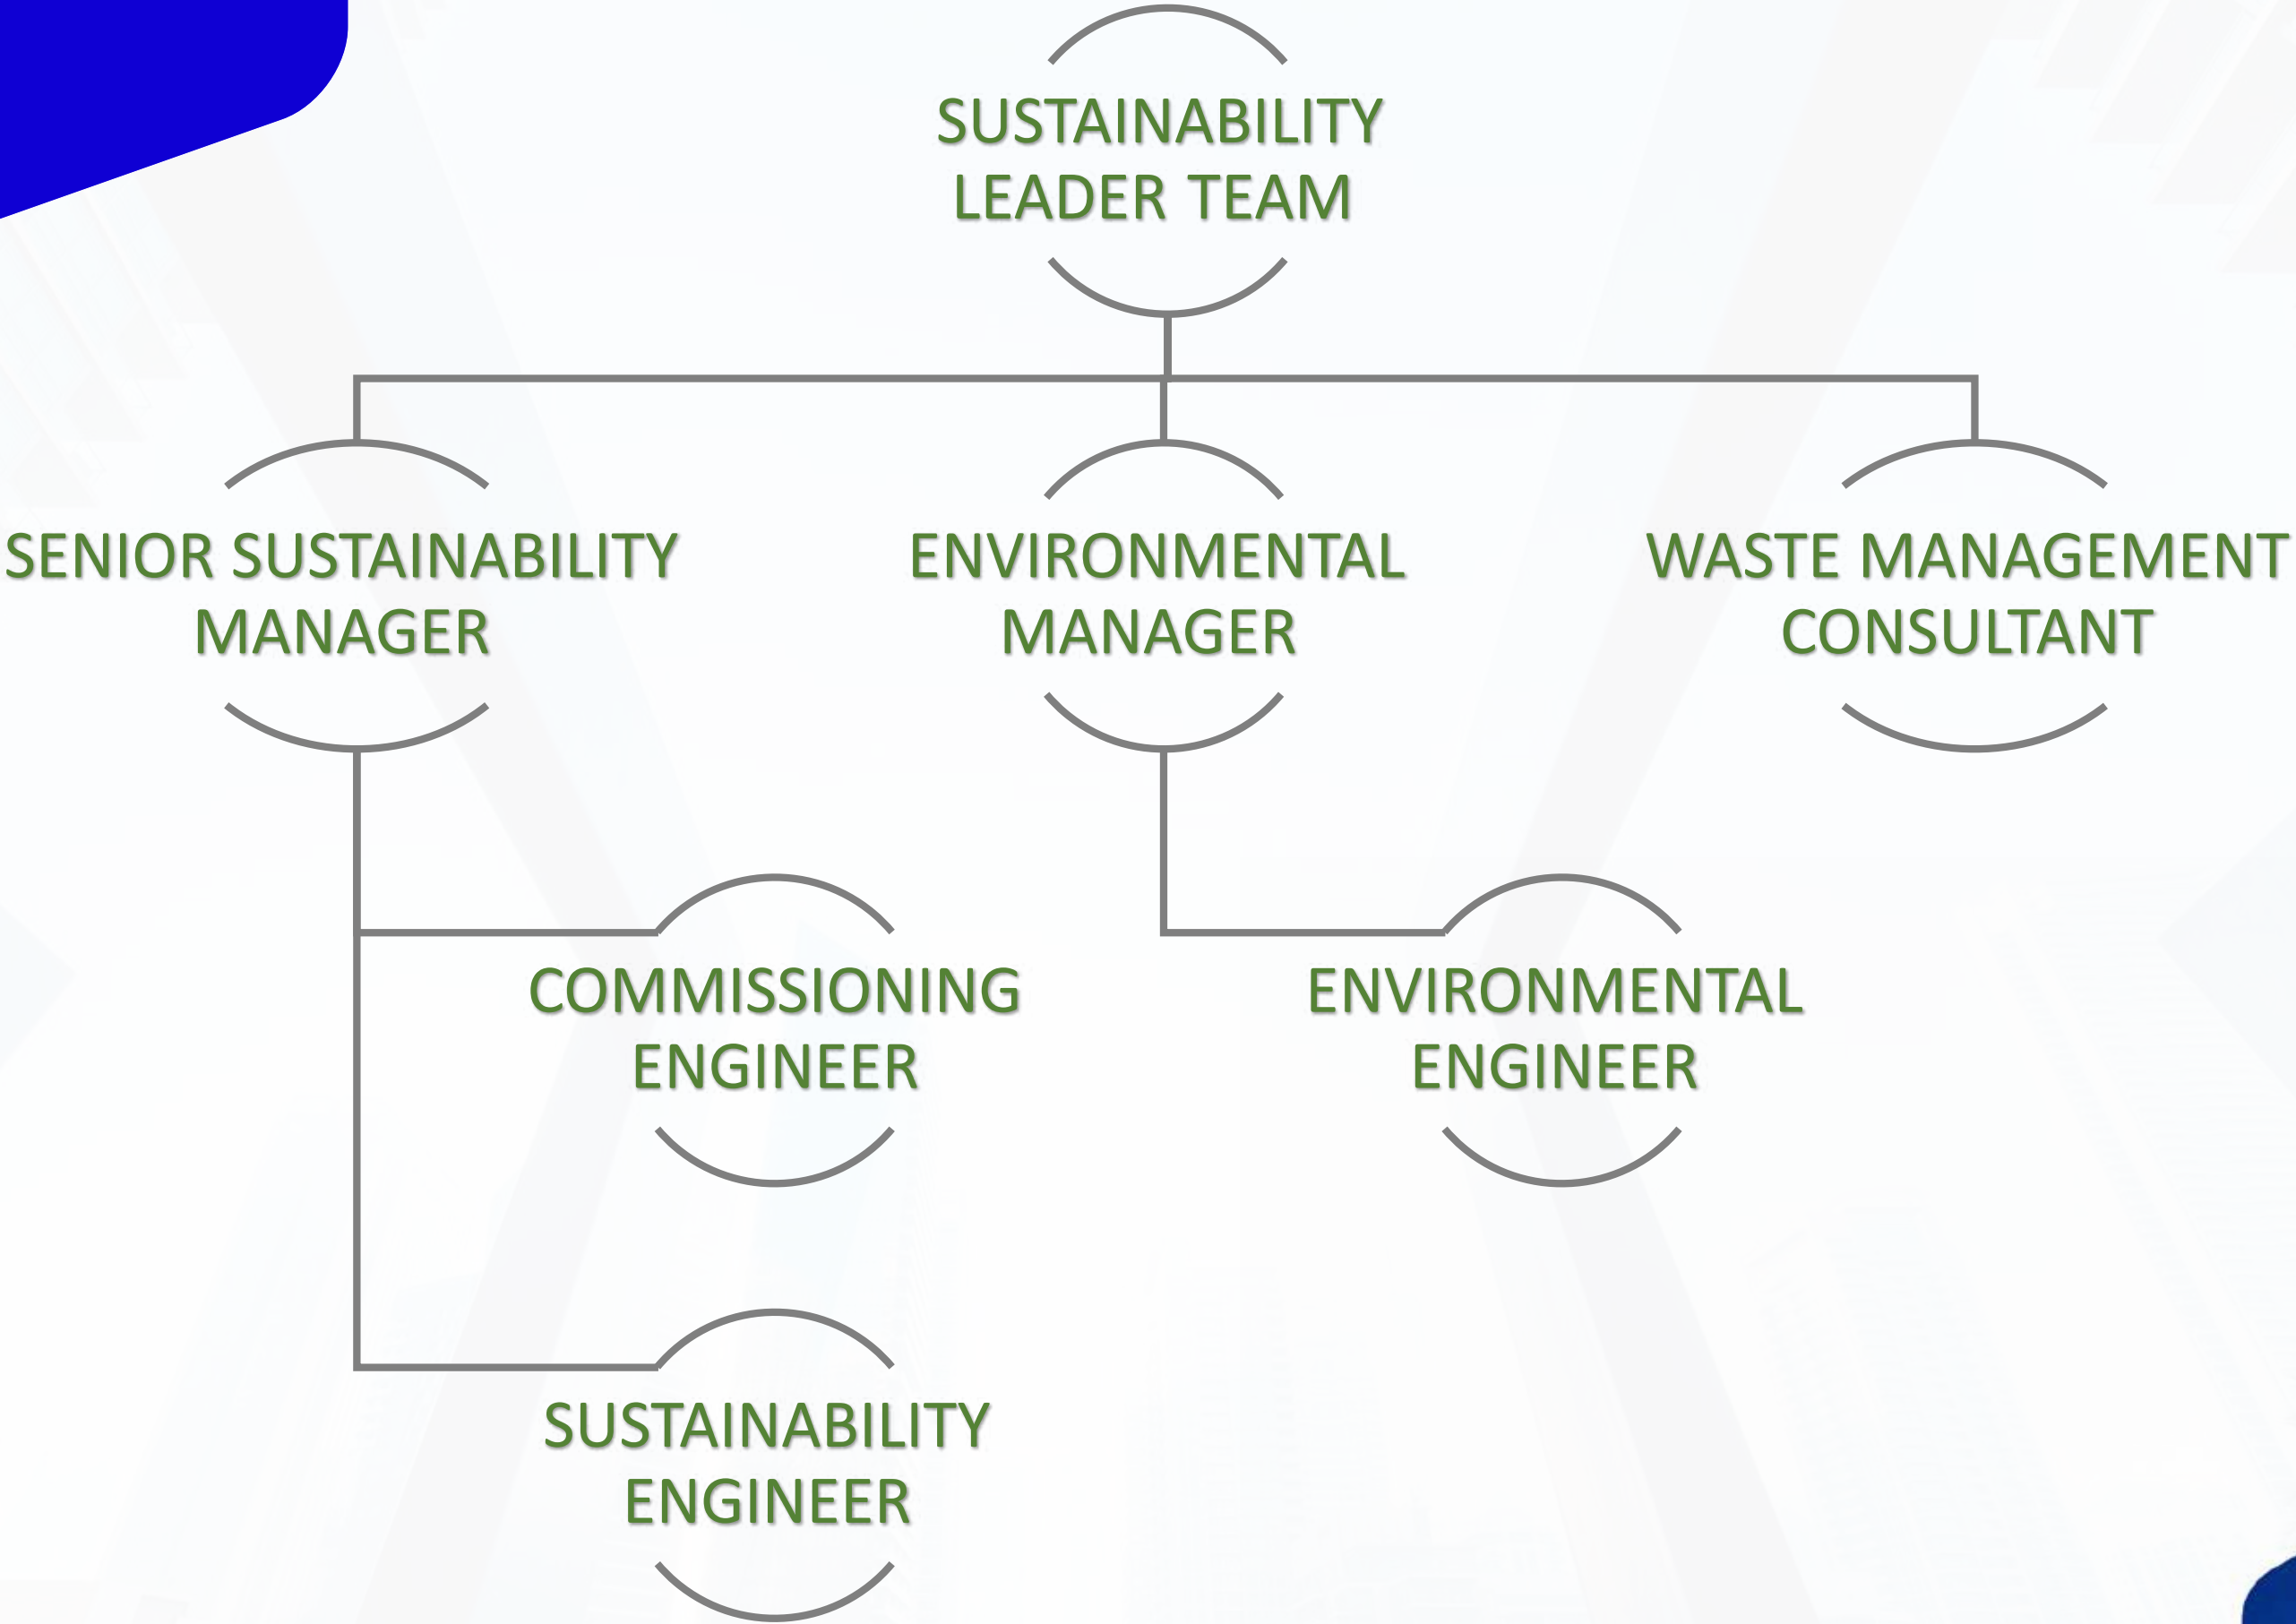 SUSTAINABILITY
LEADER TEAM
SENIOR SUSTAINABILITY
MANAGER
ENVIRONMENTAL
MANAGER
WASTE MANAGEMENT
CONSULTANT
COMMISSIONING
ENGINEER
ENVIRONMENTAL
ENGINEER
SUSTAINABILITY
ENGINEER